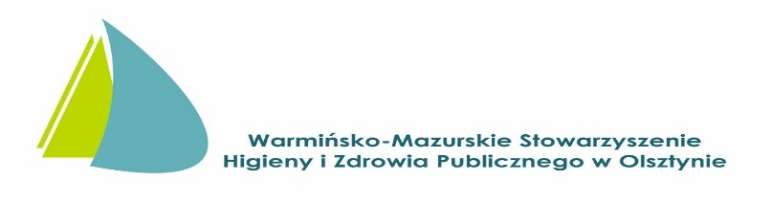 Warmińsko-Mazurskie Stowarzyszenie
Higieny i Zdrowia Publicznego w Olsztynie